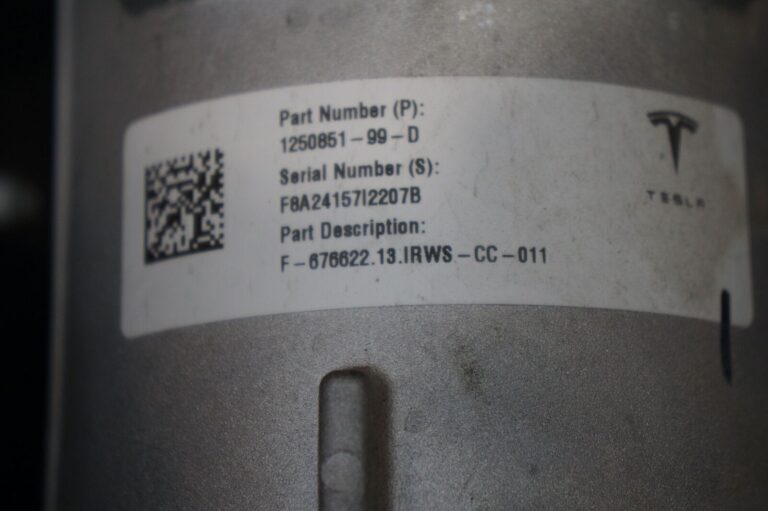 Part Number (P):
1250851-99-D
Serial Number (S):
F8A24157I2207B
Part Description:
F-676622.13.IRWS-CC-011
TESLA